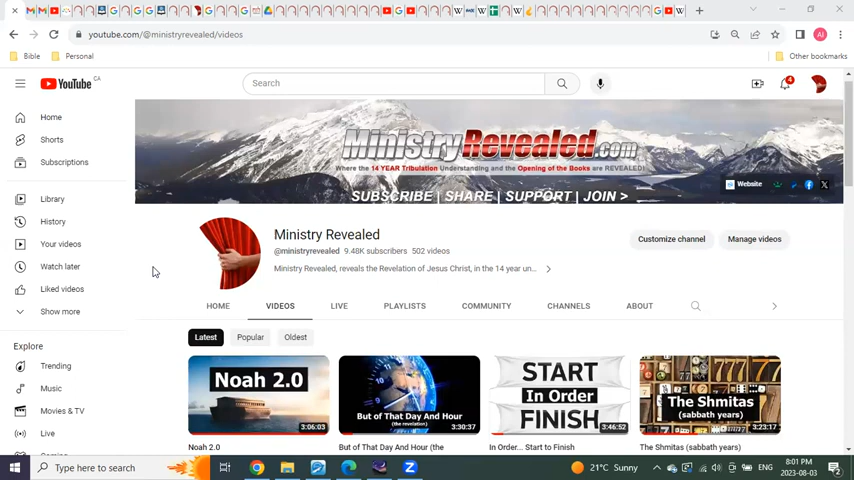 youtube.com/@ministryrevealed/videos
AI
Bible
Personal
Other bookmarks
YouTube CA
Search
4
Home
Shorts
Subscriptions
Library
History
Your videos
Watch later
Liked videos
Show more
Explore
Trending
Music
Movies & TV
Live
MinistryRevealed.com
Where the 14 YEAR Tribulation Understanding and the Opening of the Books are REVEALED!
SUBSCRIBE | SHARE | SUPPORT | JOIN >
Website
Ministry Revealed
@ministryrevealed 9.48K subscribers 502 videos
Ministry Revealed, reveals the Revelation of Jesus Christ, in the 14 year un...
Customize channel
Manage videos
HOME
VIDEOS
LIVE
PLAYLISTS
COMMUNITY
CHANNELS
ABOUT
Latest
Popular
Oldest
Noah 2.0
3:06:03
But of That Day And Hour
(the revelation)
3:30:37
START
In Order
FINISH
3:46:52
The Shmitas
(sabbath years)
3:23:17
Noah 2.0
But of That Day And Hour (the
In Order... Start to Finish
The Shmitas (sabbath years)
Type here to search
21°C Sunny
ENG
8:01 PM
2023-08-03
2